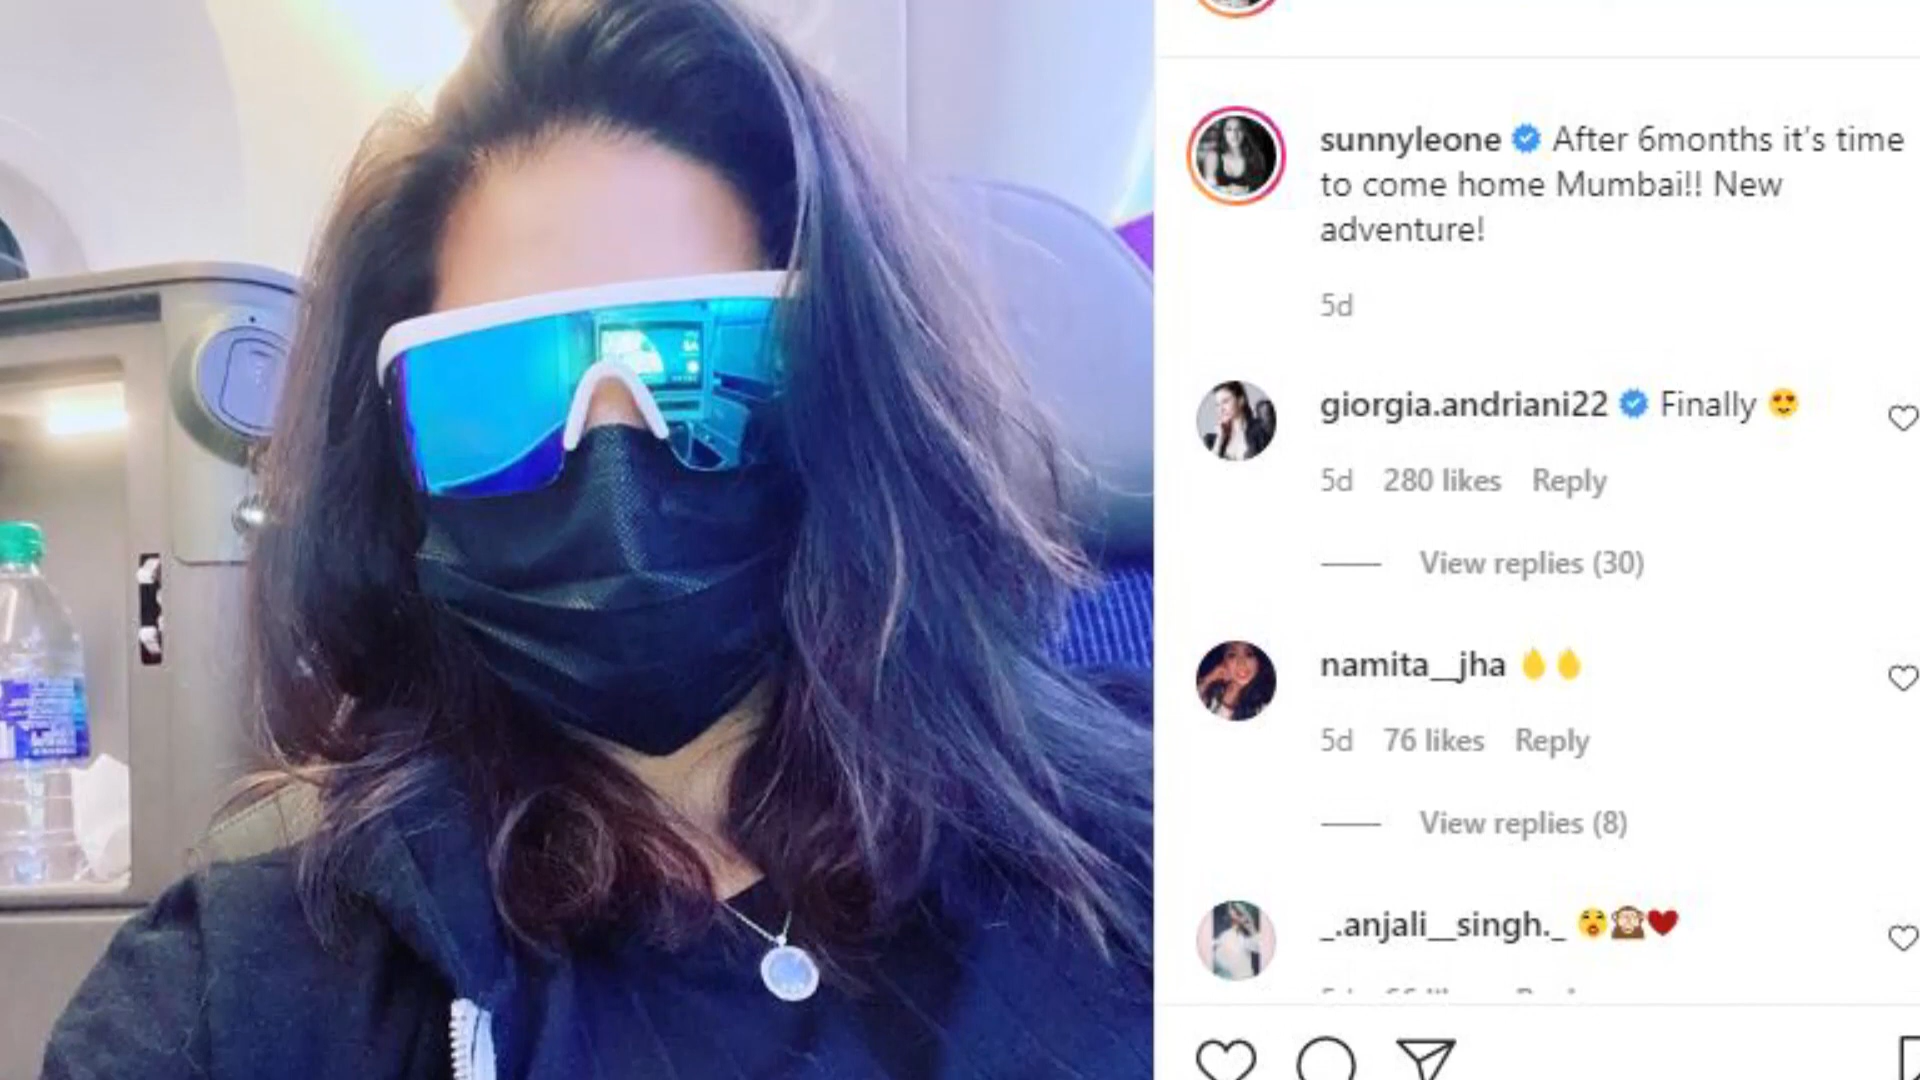 sunnyleone After 6months it's time
to come home Mumbai!! New
adventure!
5d
giorgia.andriani22 Finally 😍
5d 280 likes Reply
View replies (30)
namita__jha 🔥🔥
5d 76 likes Reply
View replies (8)
_.anjali__singh._ 😲🙈❤️